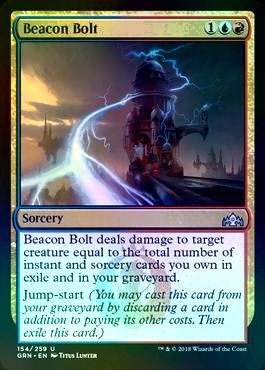 Beacon Bolt 1
Sorcery
Beacon Bolt deals damage to target
creature equal to the total number of
instant and sorcery cards you own in
exile and in your graveyard.
Jump-start (You may cast this card from
your graveyard by discarding a card in
addition to paying its other costs. Then
exile this card.)
154/259 U
GRN • EN Titus Lunter ™ & © 2018 Wizards of the Coast